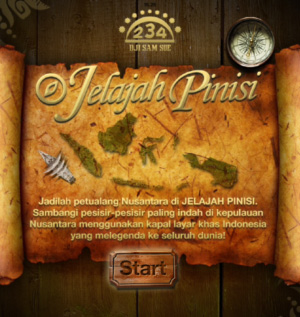 234
DJI SAM SOE
Jelajah Pinisi
Jadilah petualang Nusantara di JELAJAH PINISI.
Sambangi pesisir-pesisir paling indah di kepulauan
Nusantara menggunakan kapal layar khas Indonesia
yang melegenda ke seluruh dunia!
Start